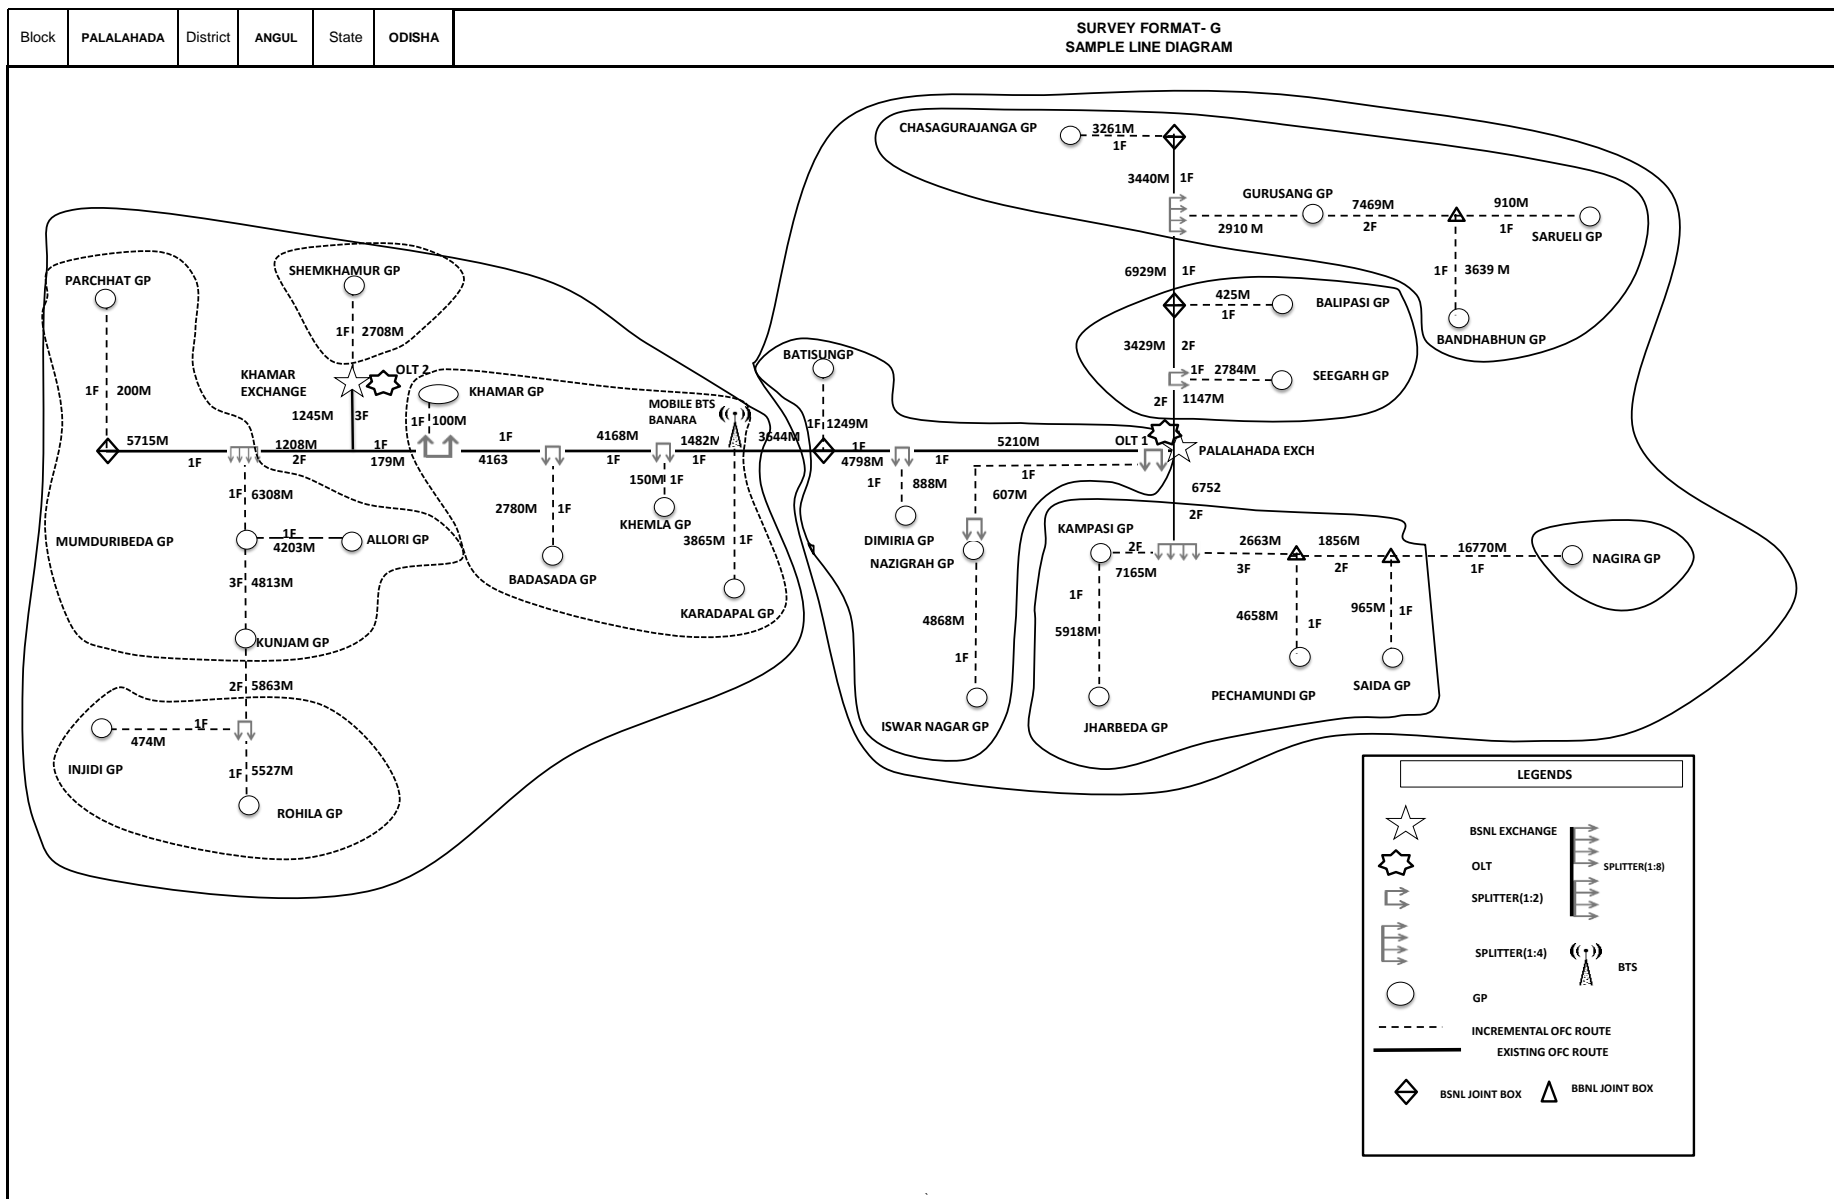 Block PALALAHADA District ANGUL State ODISHA
SURVEY FORMAT- G
SAMPLE LINE DIAGRAM
CHASAGURAJANGA GP
3261M
1F
3440M 1F
GURUSANG GP
2910 M
7469M
2F
910M
1F
SARUELI GP
1F 3639 M
BANDHABHUN GP
6929M 1F
425M
1F
BALIPASI GP
3429M 2F
1F 2784M
SEEGARH GP
2F 1147M
PARCHHAT GP
1F 200M
SHEMKHAMUR GP
1F 2708M
KHAMAR
EXCHANGE
OLT 2
1245M 3F
KHAMAR GP
1F 100M
MOBILE BTS
BANARA
BATISUNGP
1F 1249M
5715M
1F
1208M
2F
1F
179M
1F
4163
4168M
1F
1482M
1F
3644M
1F
4798M
1F
5210M
OLT 1
PALALAHADA EXCH
1F 6308M
MUMDURIBEDA GP
1F
4203M
ALLORI GP
3F 4813M
KUNJAM GP
2F 5863M
1F
474M
INJIDI GP
1F 5527M
ROHILA GP
2780M 1F
BADASADA GP
150M 1F
KHEMLA GP
3865M 1F
KARADAPAL GP
1F 888M
DIMIRIA GP
1F
607M
NAZIGRAH GP
4868M
1F
ISWAR NAGAR GP
6752
2F
KAMPASI GP
2F
7165M
1F
5918M
JHARBEDA GP
2663M
3F
1856M
2F
16770M
1F
NAGIRA GP
4658M
1F
PECHAMUNDI GP
965M 1F
SAIDA GP
LEGENDS
BSNL EXCHANGE
OLT
SPLITTER(1:8)
SPLITTER(1:2)
SPLITTER(1:4)
BTS
GP
INCREMENTAL OFC ROUTE
EXISTING OFC ROUTE
BSNL JOINT BOX
BBNL JOINT BOX